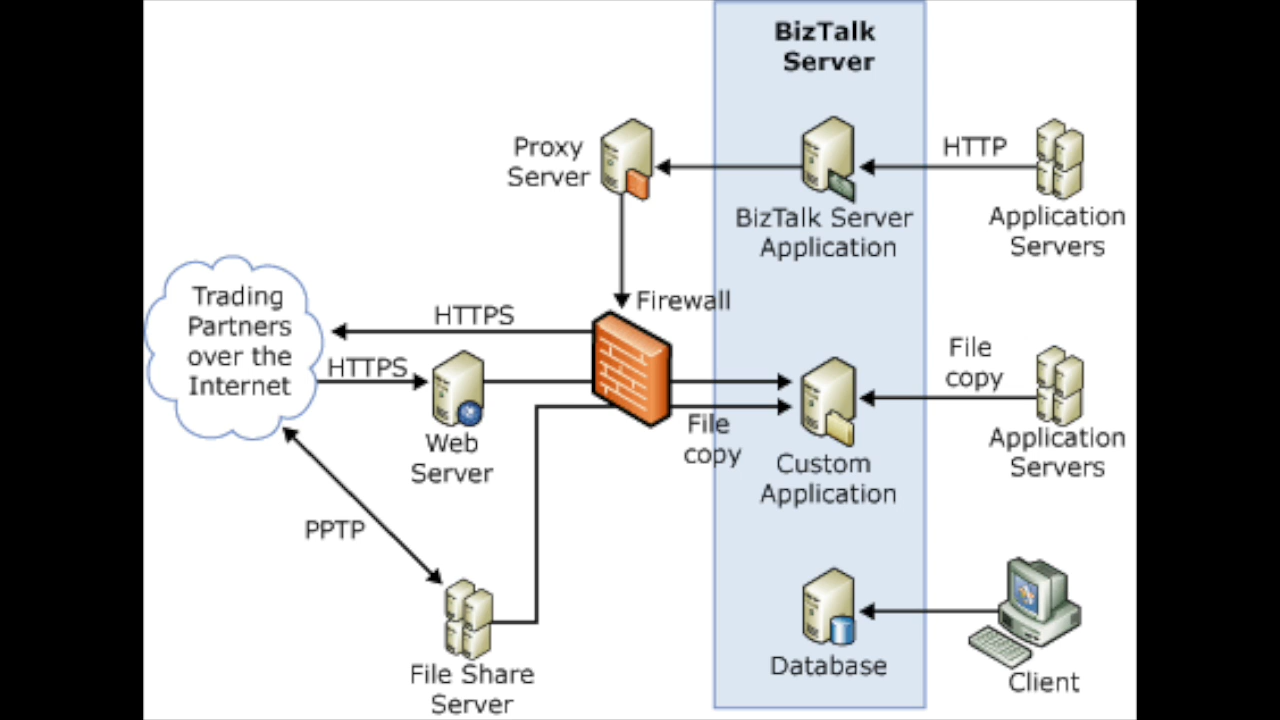 BizTalk
Server
Proxy
Server
HTTP
BizTalk Server
Application
Application
Servers
Trading
Partners
over the
Internet
HTTPS
Firewall
HTTPS
Web
Server
File
copy
File
copy
Custom
Application
Application
Servers
PPTP
File Share
Server
Database
Client